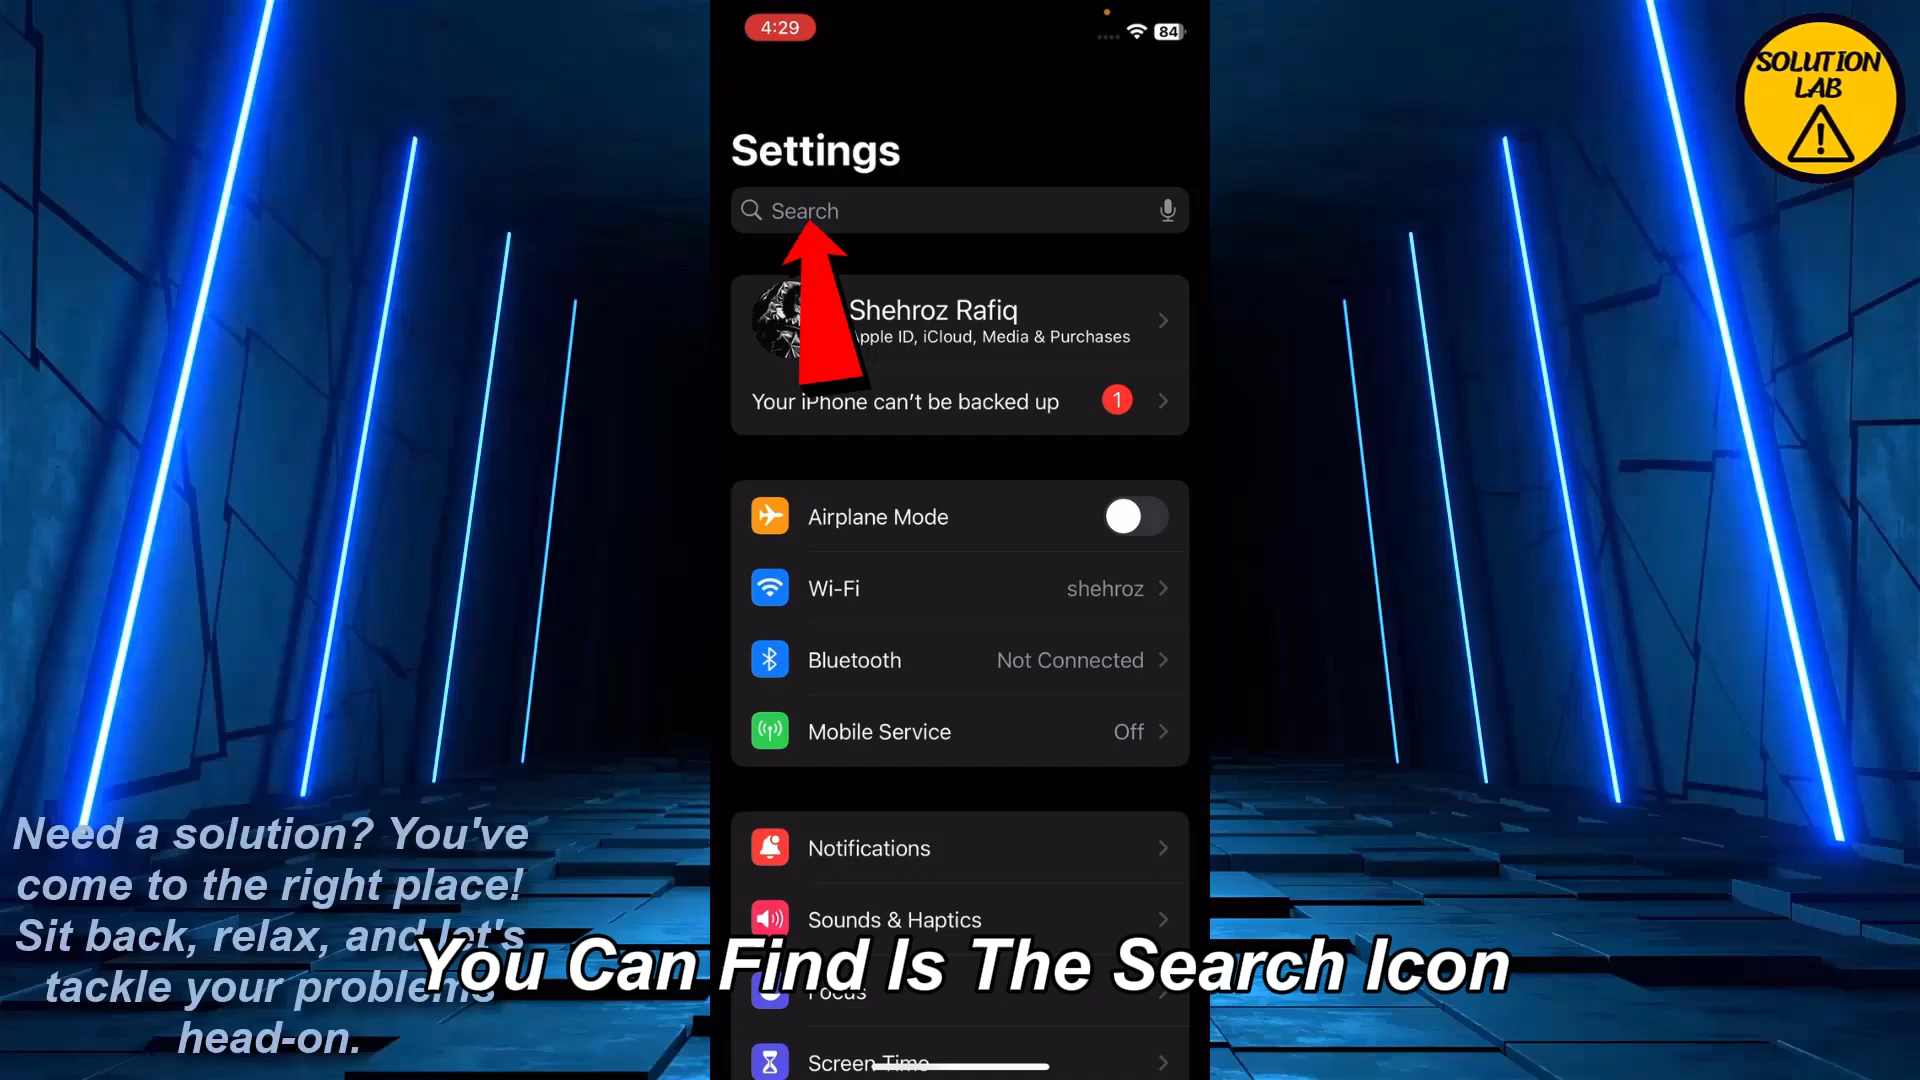 4:29
84
SOLUTION
LAB
Settings
Search
Shehroz Rafiq
Apple ID, iCloud, Media & Purchases
Your iPhone can't be backed up
1
Airplane Mode
Wi-Fi
shehroz
Bluetooth
Not Connected
Mobile Service
Off
Notifications
Sounds & Haptics
Focus
Screen Time
Need a solution? You've
come to the right place!
Sit back, relax, and let's
tackle your problems
head-on.
You Can Find Is The Search Icon